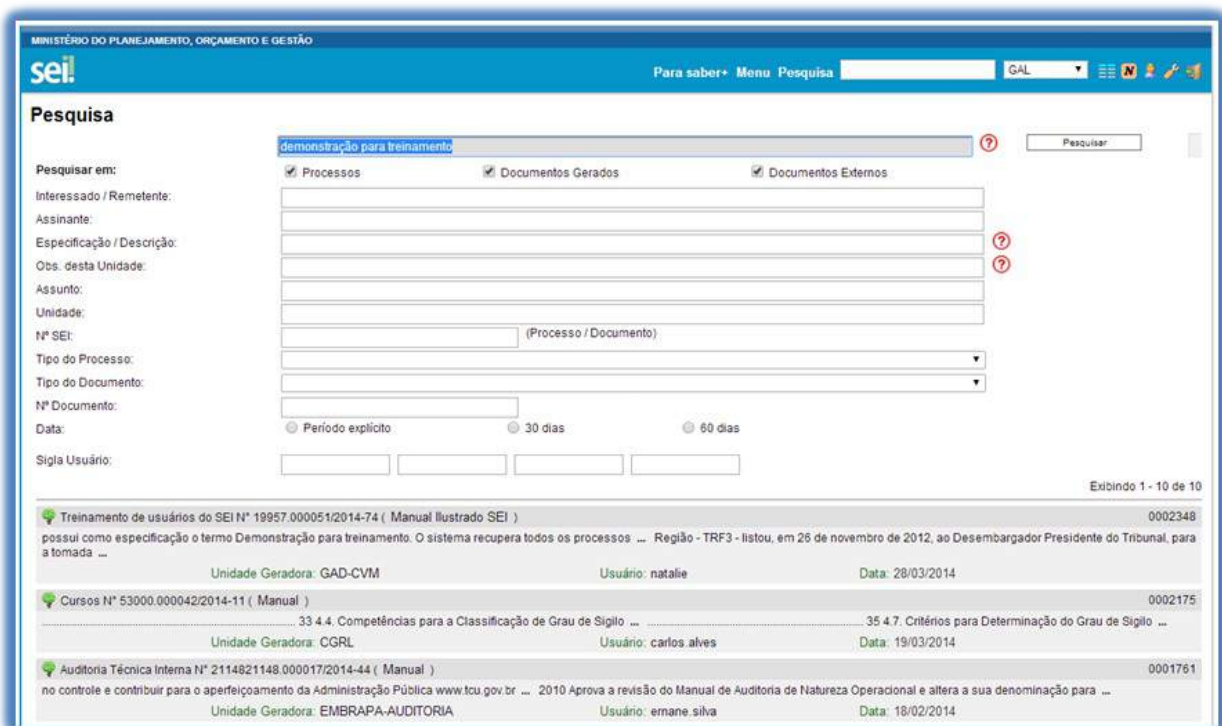 MINISTÉRIO DO PLANEJAMENTO, ORÇAMENTO E GESTÃO
sei!
Para saber+ Menu Pesquisa GAL N
Pesquisa
demonstração para treinamento ? Pesquisar
Pesquisar em: Processos Documentos Gerados Documentos Externos
Interessado / Remetente:
Assinante:
Especificação / Descrição: ?
Obs. desta Unidade: ?
Assunto:
Unidade:
Nº SEI: (Processo / Documento)
Tipo do Processo:
Tipo do Documento:
Nº Documento:
Data: Período explícito 30 dias 60 dias
Sigla Usuário:
Exibindo 1 - 10 de 10
Treinamento de usuários do SEI N° 19957.000051/2014-74 ( Manual Ilustrado SEI ) 0002348
possui como especificação o termo Demonstração para treinamento. O sistema recupera todos os processos ... Região - TRF3 - listou, em 26 de novembro de 2012, ao Desembargador Presidente do Tribunal, para
a tomada ...
Unidade Geradora: GAD-CVM Usuário: natalie Data: 28/03/2014
Cursos N° 53000.000042/2014-11 ( Manual ) 0002175
.......... 33 4.4. Competências para a Classificação de Grau de Sigilo ... .......... 35 4.7. Critérios para Determinação do Grau de Sigilo ...
Unidade Geradora: CGRL Usuário: carlos.alves Data: 19/03/2014
Auditoria Técnica Interna N° 2114821148.000017/2014-44 ( Manual ) 0001761
no controle e contribuir para o aperfeiçoamento da Administração Pública www.tcu.gov.br ... 2010 Aprova a revisão do Manual de Auditoria de Natureza Operacional e altera a sua denominação para ...
Unidade Geradora: EMBRAPA-AUDITORIA Usuário: ernane.silva Data: 18/02/2014